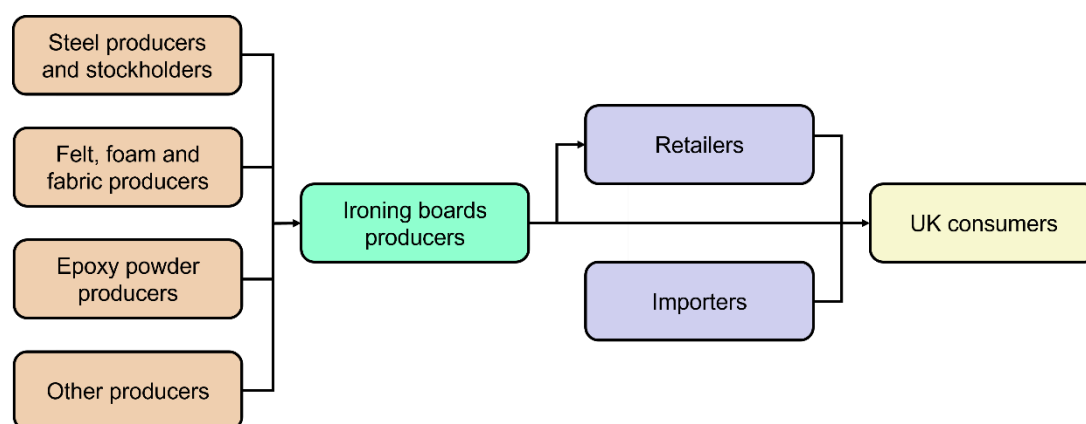 Steel producers
and stockholders
Felt, foam and
fabric producers
Epoxy powder
producers
Other producers
Ironing boards
producers
Retailers
Importers
UK consumers